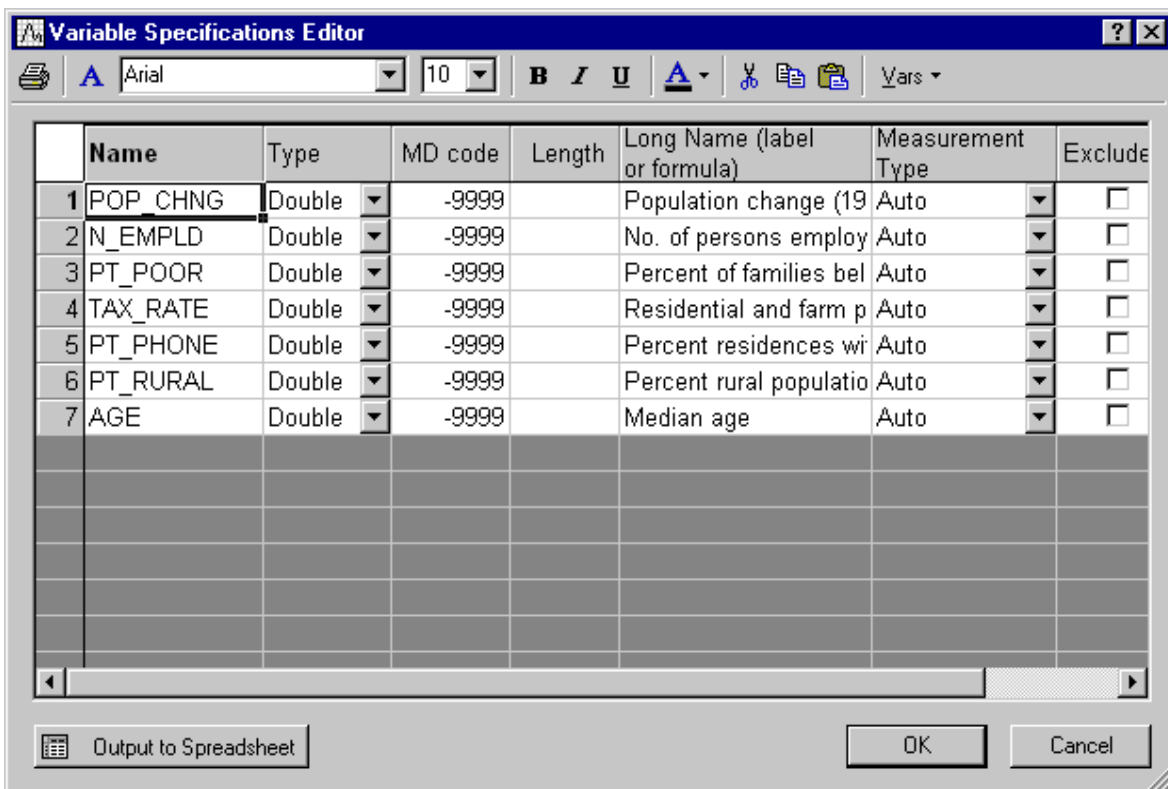 Variable Specifications Editor
A Arial 10 B I U A Vars
Name Type MD code Length Long Name (label or formula) Measurement Type Exclude
1 POP_CHNG Double -9999 Population change (19 Auto
2 N_EMPLD Double -9999 No. of persons employ Auto
3 PT_POOR Double -9999 Percent of families bel Auto
4 TAX_RATE Double -9999 Residential and farm p Auto
5 PT_PHONE Double -9999 Percent residences wi Auto
6 PT_RURAL Double -9999 Percent rural populatio Auto
7 AGE Double -9999 Median age Auto
Output to Spreadsheet OK Cancel